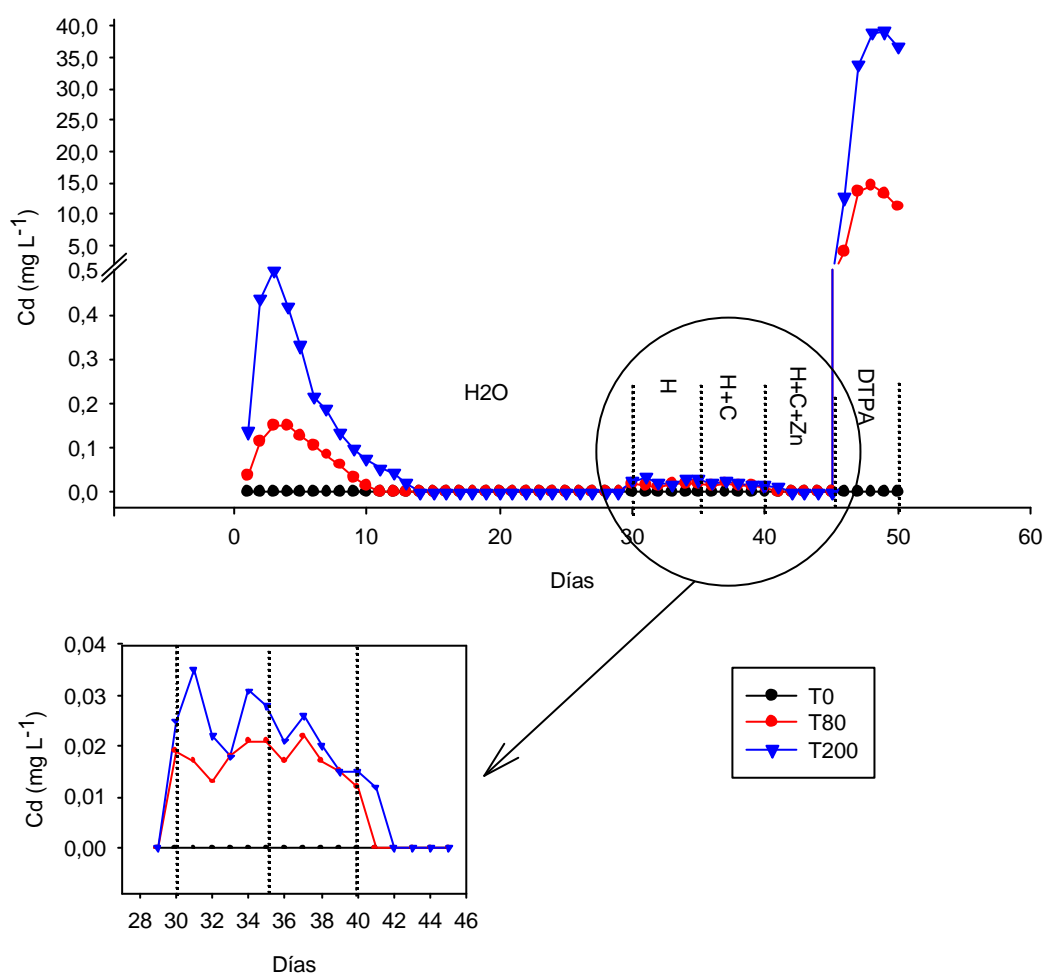 40,0
35,0
30,0
25,0
20,0
15,0
10,0
5,0
0,5
0,4
0,3
0,2
0,1
0,0
Cd (mg L-1)
H2O
H
H+C
H+C+Zn
DTPA
0 10 20 30 40 50 60
Días
0,04
0,03
0,02
0,01
0,00
Cd (mg L-1)
28 30 32 34 36 38 40 42 44 46
Días
T0
T80
T200